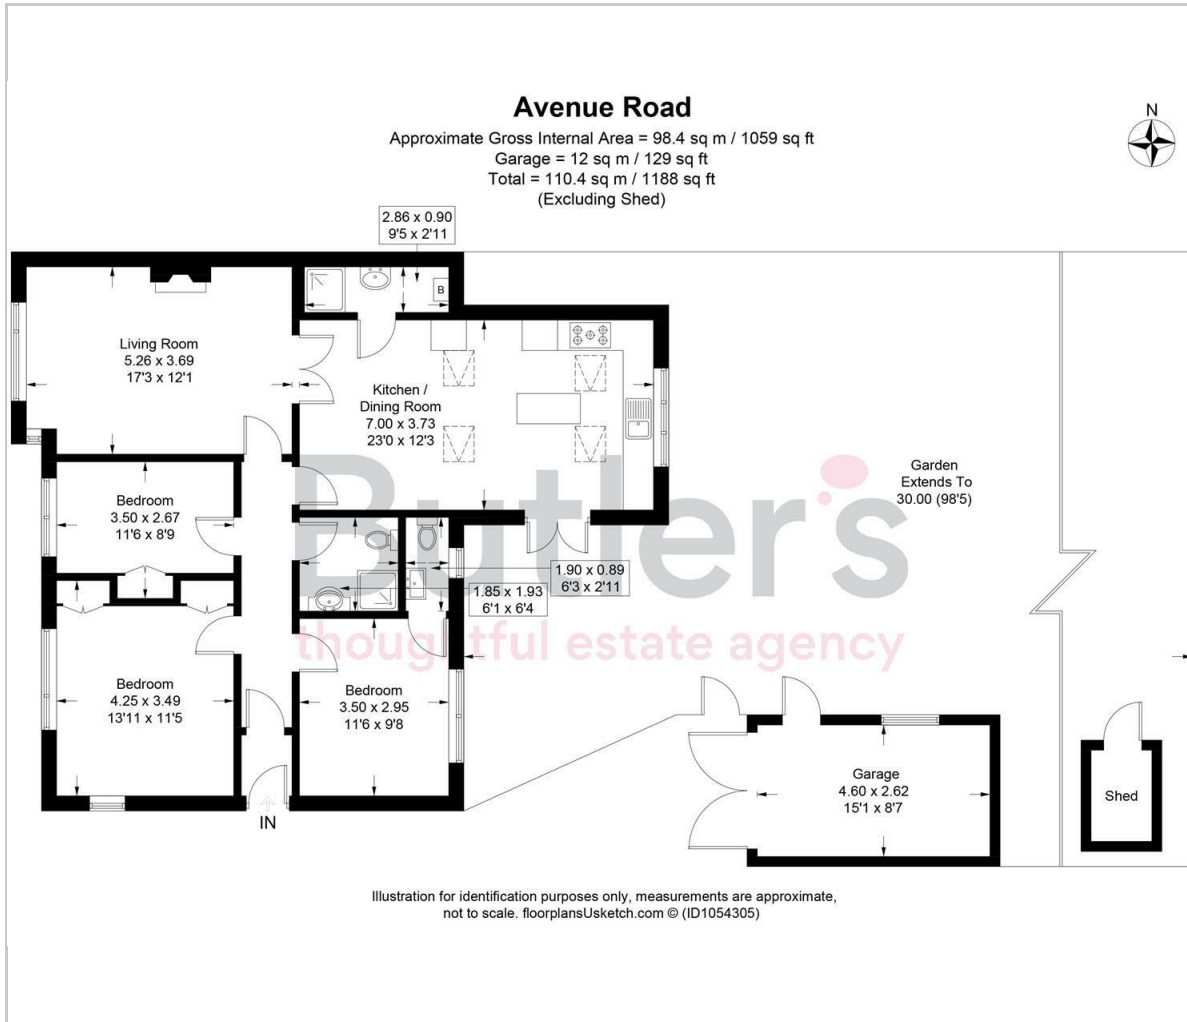 Avenue Road
Approximate Gross Internal Area = 98.4 sq m / 1059 sq ft
Garage = 12 sq m / 129 sq ft
Total = 110.4 sq m / 1188 sq ft
(Excluding Shed)
N
2.86 x 0.90
9'5 x 2'11
B
Living Room
5.26 x 3.69
17'3 x 12'1
Kitchen /
Dining Room
7.00 x 3.73
23'0 x 12'3
Garden
Extends To
30.00 (98'5)
Bedroom
3.50 x 2.67
11'6 x 8'9
Butler's
thoughtful estate agency
1.90 x 0.89
6'3 x 2'11
1.85 x 1.93
6'1 x 6'4
Bedroom
4.25 x 3.49
13'11 x 11'5
Bedroom
3.50 x 2.95
11'6 x 9'8
Garage
4.60 x 2.62
15'1 x 8'7
Shed
IN
Illustration for identification purposes only, measurements are approximate,
not to scale. floorplansUsketch.com © (ID1054305)